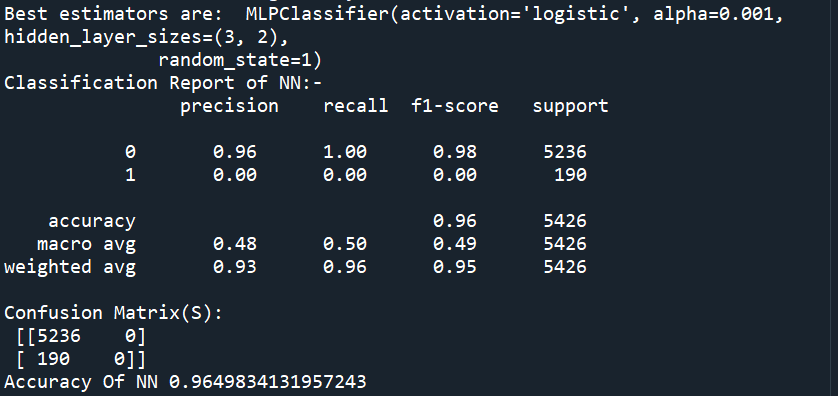 Best estimators are:  MLPClassifier(activation='logistic', alpha=0.001,
hidden_layer_sizes=(3, 2),
              random_state=1)
Classification Report of NN:-
                precision    recall  f1-score   support

           0       0.96      1.00      0.98      5236
           1       0.00      0.00      0.00       190

    accuracy                           0.96      5426
   macro avg       0.48      0.50      0.49      5426
weighted avg       0.93      0.96      0.95      5426

Confusion Matrix(S):
 [[5236    0]
 [ 190    0]]
Accuracy Of NN 0.9649834131957243